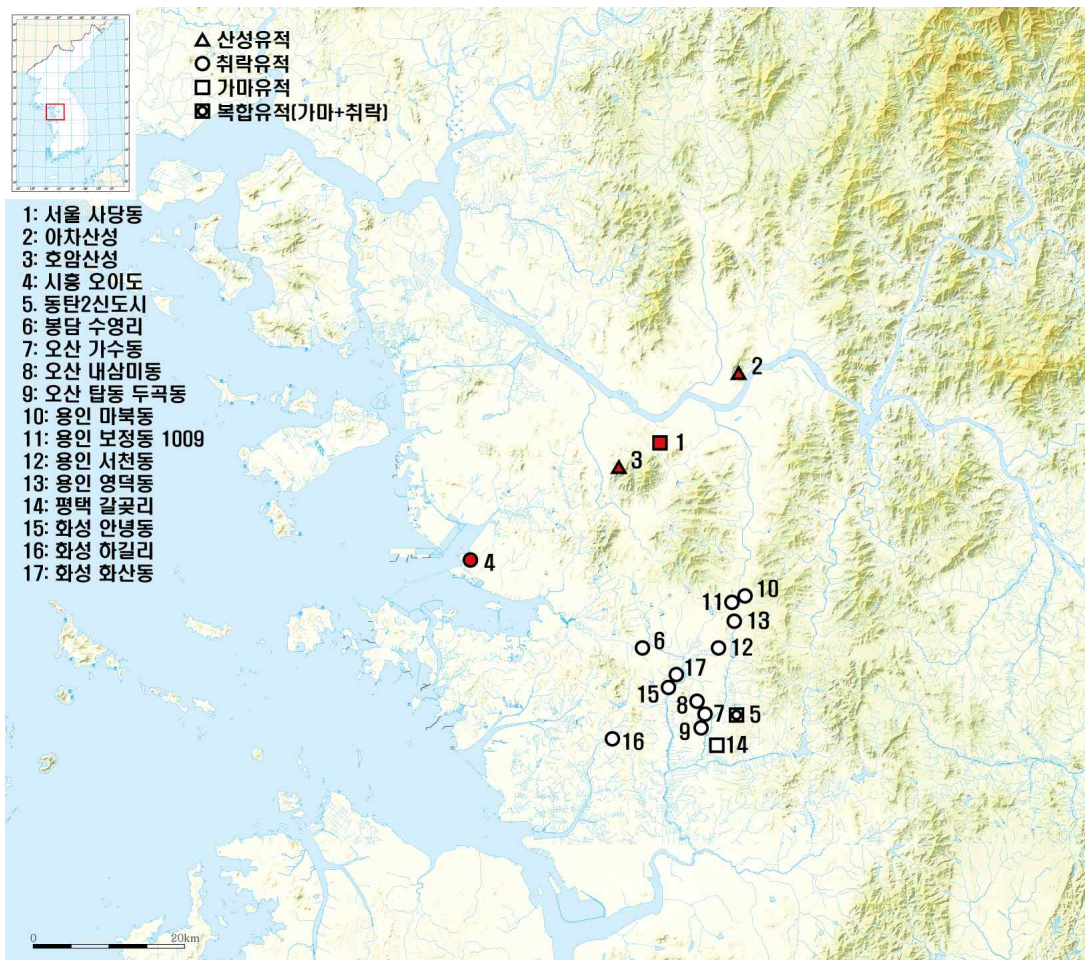 산성유적
취락유적
가마유적
복합유적(가마+취락)
1: 서울 사당동
2: 아차산성
3: 호암산성
4: 시흥 오이도
5. 동탄2신도시
6: 봉담 수영리
7: 오산 가수동
8: 오산 내삼미동
9: 오산 탑동 두곡동
10: 용인 마북동
11: 용인 보정동 1009
12: 용인 서천동
13: 용인 영덕동
14: 평택 갈곶리
15: 화성 안녕동
16: 화성 하길리
17: 화성 화산동
2
1
3
4
10
11
13
6
12
17
15
8
7
5
9
16
14
0
20km